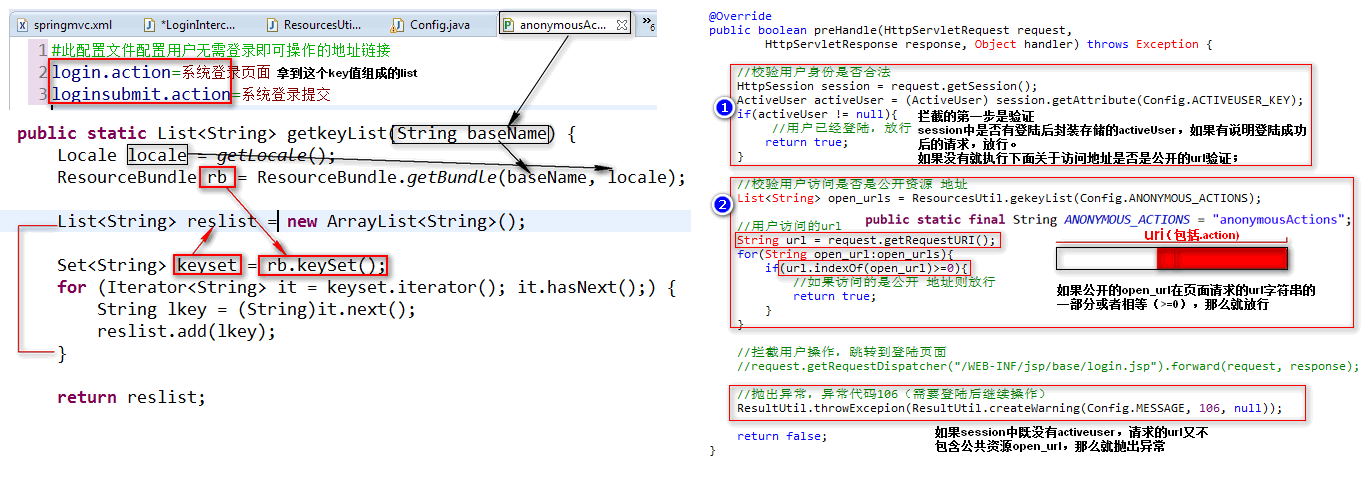 springmvc.xml
*LoginInterc...
ResourcesUti...
Config.java
anonymousAc...
»6
1 #此配置文件配置用户无需登录即可操作的地址链接
2 login.action=系统登录页面 拿到这个key值组成的list
3 loginsubmit.action=系统登录提交
public static List<String> getkeyList(String baseName) {
Locale locale = getLocale();
ResourceBundle rb = ResourceBundle.getBundle(baseName, locale);
List<String> reslist = new ArrayList<String>();
Set<String> keyset = rb.keySet();
for (Iterator<String> it = keyset.iterator(); it.hasNext();) {
String lkey = (String)it.next();
reslist.add(lkey);
}
return reslist;
@Override
public boolean preHandle(HttpServletRequest request,
HttpServletResponse response, Object handler) throws Exception {
1
//校验用户身份是否合法
HttpSession session = request.getSession();
ActiveUser activeUser = (ActiveUser) session.getAttribute(Config.ACTIVEUSER_KEY);
if(activeUser != null){
//用户已经登陆，放行
return true;
}
拦截的第一步是验证
session中是否有登陆后封装存储的activeUser，如果有说明登陆成功
后的请求，放行。
如果没有就执行下面关于访问地址是否是公开的url验证；
2
//校验用户访问是否是公开资源 地址
List<String> open_urls = ResourcesUtil.gekeyList(Config.ANONYMOUS_ACTIONS);
public static final String ANONYMOUS_ACTIONS = "anonymousActions";
//用户访问的url
String url = request.getRequestURI();
for(String open_url:open_urls){
if(url.indexOf(open_url)>=0){
//如果访问的是公开 地址则放行
return true;
}
}
uri（包括.action）
如果公开的open_url在页面请求的url字符串的
一部分或者相等（>=0），那么就放行
//拦截用户操作，跳转到登陆页面
//request.getRequestDispatcher("/WEB-INF/jsp/base/login.jsp").forward(request, response);
//抛出异常，异常代码106（需要登陆后继续操作）
ResultUtil.throwExcepion(ResultUtil.createWarning(Config.MESSAGE, 106, null));
return false;
}
如果session中既没有activeuser，请求的url又不
包含公共资源open_url，那么就抛出异常